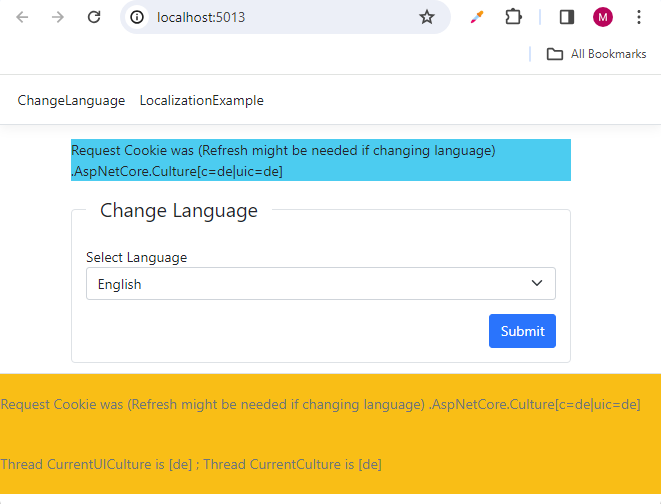 localhost:5013
M
All Bookmarks
ChangeLanguage LocalizationExample
Request Cookie was (Refresh might be needed if changing language)
.AspNetCore.Culture[c=de|uic=de]
Change Language
Select Language
English
Submit
Request Cookie was (Refresh might be needed if changing language) .AspNetCore.Culture[c=de|uic=de]
Thread CurrentUICulture is [de] ; Thread CurrentCulture is [de]